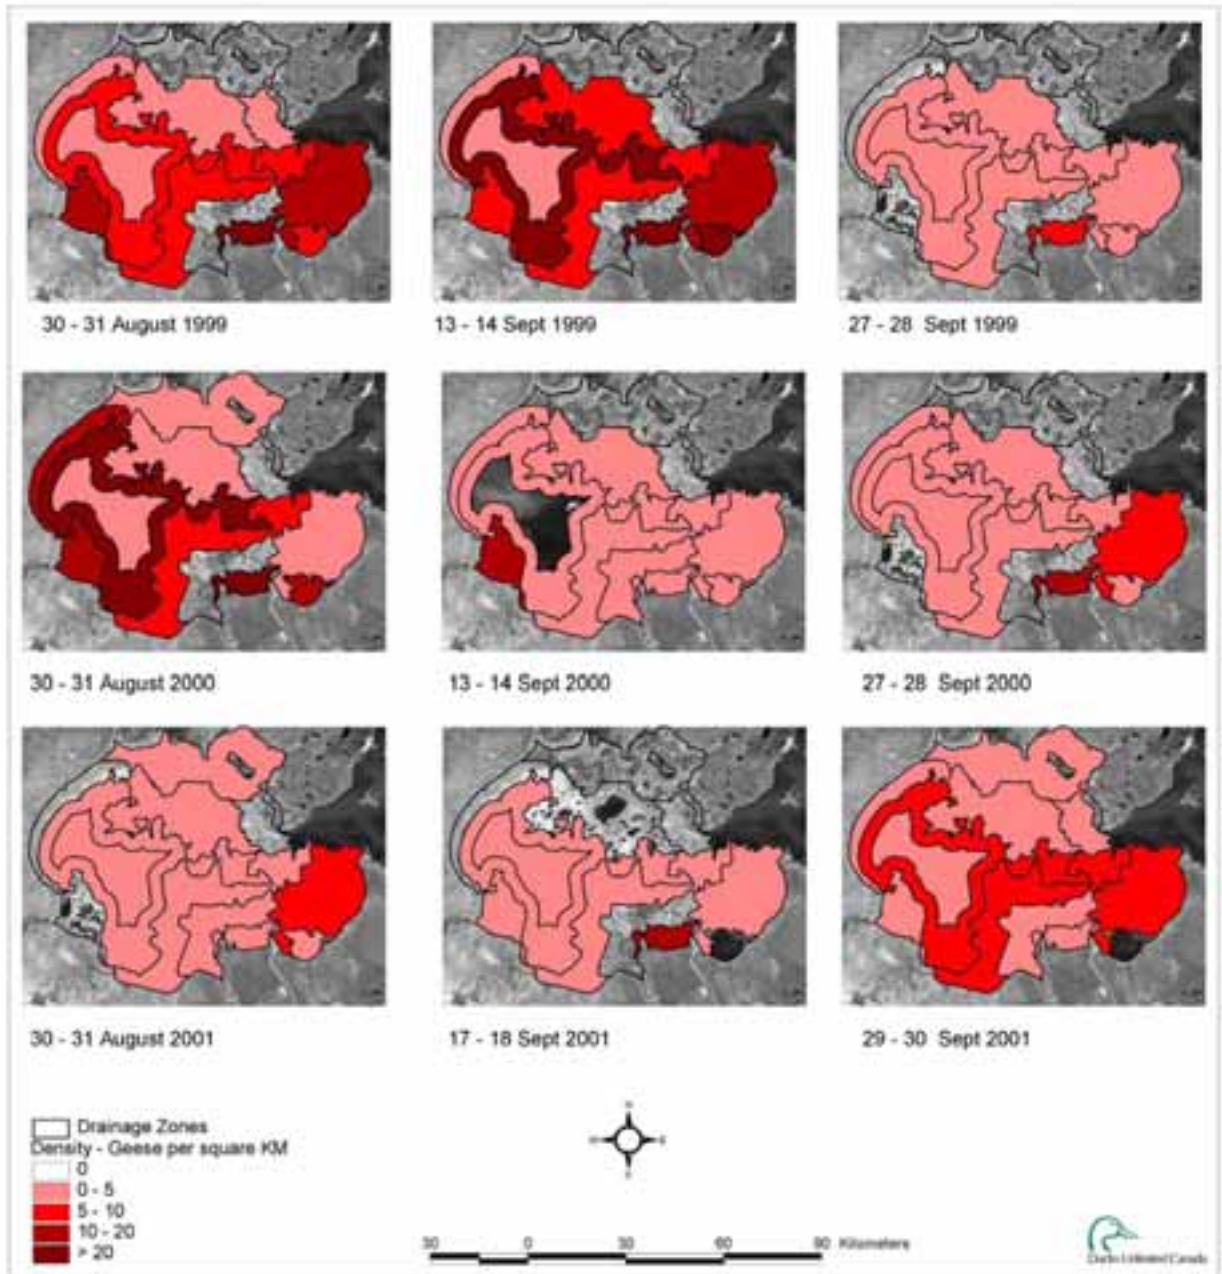 30 - 31 August 1999
13 - 14 Sept 1999
27 - 28 Sept 1999
30 - 31 August 2000
13 - 14 Sept 2000
27 - 28 Sept 2000
30 - 31 August 2001
17 - 18 Sept 2001
29 - 30 Sept 2001
Drainage Zones
Density - Geese per square KM
0
0 - 5
5 - 10
10 - 20
> 20
30 0 30 60 90 Kilometers
Ducks Unlimited Canada